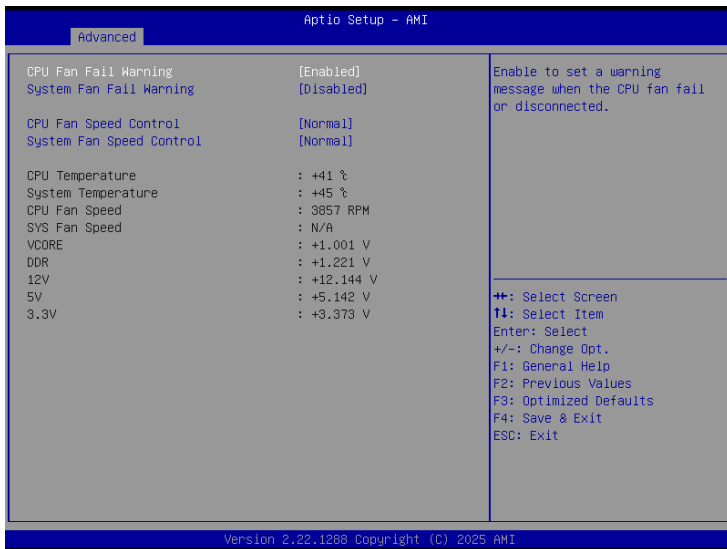 Aptio Setup - AMI
Advanced
CPU Fan Fail Warning [Enabled]
System Fan Fail Warning [Disabled]
CPU Fan Speed Control [Normal]
System Fan Speed Control [Normal]
CPU Temperature : +41 ℃
System Temperature : +45 ℃
CPU Fan Speed : 3857 RPM
SYS Fan Speed : N/A
VCORE : +1.001 V
DDR : +1.221 V
12V : +12.144 V
5V : +5.142 V
3.3V : +3.373 V
Enable to set a warning
message when the CPU fan fail
or disconnected.
→←: Select Screen
↑↓: Select Item
Enter: Select
+/-: Change Opt.
F1: General Help
F2: Previous Values
F3: Optimized Defaults
F4: Save & Exit
ESC: Exit
Version 2.22.1288 Copyright (C) 2025 AMI